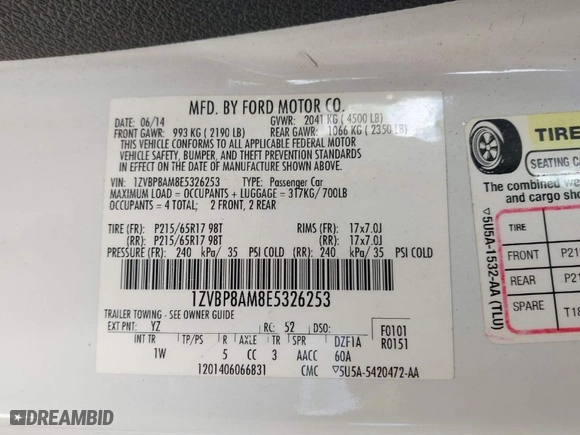 MFD. BY FORD MOTOR CO.
DATE: 06/14 GVWR: 2041 KG ( 4500 LB)
FRONT GAWR: 993 KG ( 2190 LB) REAR GAWR: 1066 KG ( 2350 LB)
THIS VEHICLE CONFORMS TO ALL APPLICABLE FEDERAL MOTOR
VEHICLE SAFETY, BUMPER, AND THEFT PREVENTION STANDARDS
IN EFFECT ON THE DATE OF MANUFACTURE SHOWN ABOVE.
VIN: 1ZVBP8AM8E5326253 TYPE: Passenger Car
MAXIMUM LOAD = OCCUPANTS + LUGGAGE = 317KG/ 700LB
OCCUPANTS = 4 TOTAL; 2 FRONT, 2 REAR
TIRE (FR): P215/65R17 98T RIMS (FR): 17x7.0J
(RR): P215/65R17 98T (RR): 17x7.0J
PRESSURE (FR): 240 kPa/ 35 PSI COLD (RR): 240 kPa/ 35 PSI COLD
1ZVBP8AM8E5326253
TRAILER TOWING - SEE OWNER GUIDE
EXT PNT: YZ RC: 52 DSO: F0101
R0151
INT TR TP/PS R AXLE TR SPR DZF1A
1W 5 CC 3 AACC 60A
1201406066831 CMC ▽5U5A-5420472-AA
TIRE
SEATING CA
The combined we
and cargo sho
TIRE
FRONT P21
REAR P21
SPARE T18
▽5U5A-1532-AA (TLU)
DREAMBID